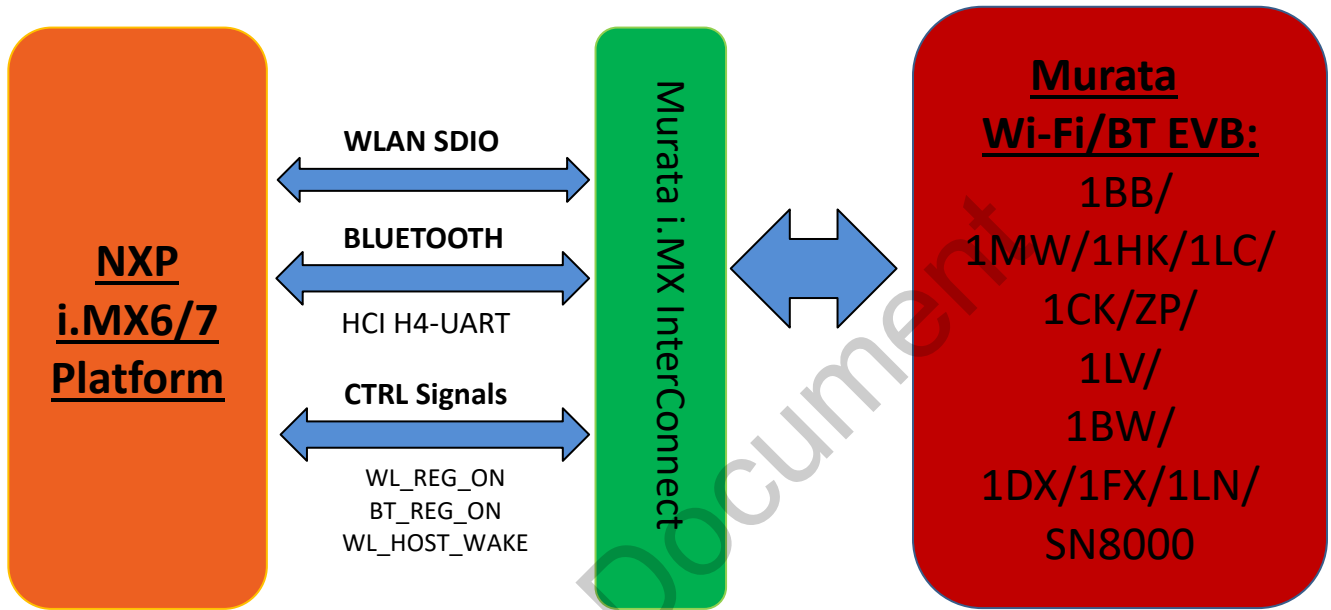 NXP
i.MX6/7
Platform
WLAN SDIO
BLUETOOTH
HCI H4-UART
CTRL Signals
WL_REG_ON
BT_REG_ON
WL_HOST_WAKE
Murata i.MX InterConnect
Murata
Wi-Fi/BT EVB:
1BB/
1MW/1HK/1LC/
1CK/ZP/
1LV/
1BW/
1DX/1FX/1LN/
SN8000
Document